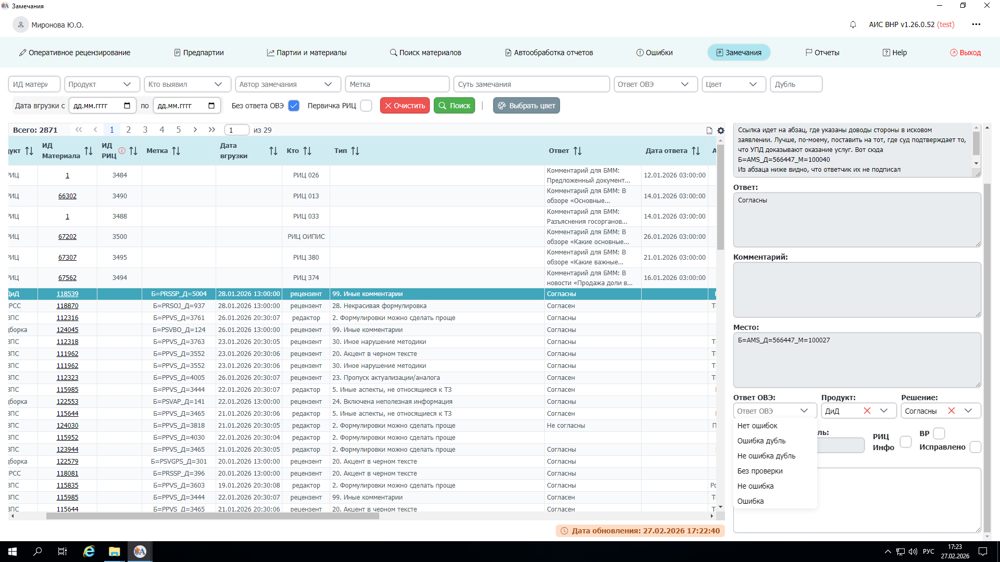 Замечания
Миронова Ю.О.
АИС ВНР v1.26.0.52 (test)
Оперативное рецензирование
Предпартии
Партии и материалы
Поиск материалов
Автообработка отчетов
Ошибки
Замечания
Отчеты
Help
Выход
ИД матери
Продукт
Кто выявил
Автор замечания
Метка
Суть замечания
Ответ ОВЭ
Цвет
Дубль
Дата вгрузки с дд.мм.гггг по дд.мм.гггг
Без ответа ОВЭ
Первичка РИЦ
Очистить
Поиск
Выбрать цвет
Всего: 2871
1 2 3 4 5
1 из 29
укт ИД Материала ИД РИЦ Метка Дата вгрузки Кто Тип Ответ Дата ответа А
РИЦ 1 3484 РИЦ 026 Комментарий для БММ: Предложенный документ... 12.01.2026 03:00:00
РИЦ 66302 3490 РИЦ 013 Комментарий для БММ: В обзоре «Основные... 14.01.2026 03:00:00
РИЦ 1 3488 РИЦ 033 Комментарий для БММ: Разъяснения госорганов... 14.01.2026 03:00:00
РИЦ 67202 3500 РИЦ ОИПИС Комментарий для БММ: В обзоре «Какие основные... 26.01.2026 03:00:00
РИЦ 67307 3495 РИЦ 380 Комментарий для БММ: В обзоре «Какие важные... 21.01.2026 03:00:00
РИЦ 67562 3494 РИЦ 374 Комментарий для БММ: В новости «Продажа доли в... 16.01.2026 03:00:00
ДиД 118539 Б=PRSSP_Д=5004 28.01.2026 13:00:00 рецензент 99. Иные комментарии Согласны
РСС 118870 Б=PRSOJ_Д=937 28.01.2026 13:00:00 рецензент 28. Некрасивая формулировка Согласен
ВПС 112316 Б=PPVS_Д=3761 26.01.2026 20:30:07 редактор 2. Формулировки можно сделать проще Согласны
дборка 124045 Б=PSVBO_Д=124 26.01.2026 13:00:00 рецензент 99. Иные комментарии Согласны
ВПС 112318 Б=PPVS_Д=3763 23.01.2026 20:30:05 рецензент 30. Иное нарушение методики Согласны
ВПС 111962 Б=PPVS_Д=3552 23.01.2026 20:30:06 рецензент 20. Акцент в черном тексте Согласны
ВПС 111962 Б=PPVS_Д=3552 23.01.2026 20:30:06 рецензент 30. Иное нарушение методики Согласны
ВПС 112323 Б=PPVS_Д=4005 26.01.2026 20:30:07 рецензент 23. Пропуск актуализации/аналога Согласен
ВПС 115985 Б=PPVS_Д=3444 22.01.2026 20:30:07 редактор 5. Иные аспекты, не относящиеся к ТЗ Согласен
дборка 122553 Б=PSVAP_Д=141 22.01.2026 13:00:00 рецензент 24. Включена неполезная информация Согласны
ВПС 115644 Б=PPVS_Д=3465 21.01.2026 20:30:06 редактор 5. Иные аспекты, не относящиеся к ТЗ Согласен
ВПС 124030 Б=PPVS_Д=3818 21.01.2026 20:30:05 редактор 2. Формулировки можно сделать проще Не согласны
ВПС 115952 Б=PPVS_Д=4030 22.01.2026 20:30:04 редактор 2. Формулировки можно сделать проще
ВПС 123944 Б=PPVS_Д=3465 21.01.2026 20:30:05 редактор 2. Формулировки можно сделать проще Согласны
дборка 122579 Б=PSVGPS_Д=301 20.01.2026 13:00:00 рецензент 20. Акцент в черном тексте Согласны
РСС 118081 Б=PRSSP_Д=396 20.01.2026 13:00:00 рецензент 20. Акцент в черном тексте Согласны
ВПС 115835 Б=PPVS_Д=3603 19.01.2026 20:30:08 редактор 2. Формулировки можно сделать проще Согласны
ВПС 115985 Б=PPVS_Д=3444 22.01.2026 20:30:07 рецензент 99. Иные комментарии Согласен
ВПС 115644 Б=PPVS_Д=3465 21.01.2026 20:30:06 рецензент 20. Акцент в черном тексте Согласен
Дата обновления: 27.02.2026 17:22:40
Ссылка идет на абзац, где указаны доводы стороны в исковом
заявлении. Лучше, по-моему, поставить на тот, где суд подтверждает то,
что УПД доказывают оказание услуг. Вот сюда
Б=AMS_Д=566447_М=100040
Из абзаца ниже видно, что ответчик их не подписал
Ответ:
Согласны
Комментарий:
Место:
Б=AMS_Д=566447_М=100027
Ответ ОВЭ: Продукт: Решение:
Ответ ОВЭ ДиД Согласны
Нет ошибок
Ошибка дубль
Не ошибка дубль
Без проверки
Не ошибка
Ошибка
ль:
РИЦ Инфо
ВР
Исправлено
РУС
17:23
27.02.2026